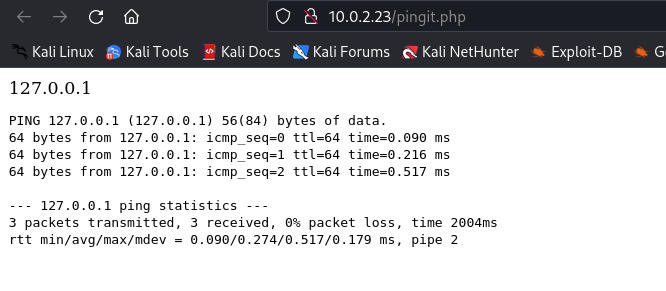 10.0.2.23/pingit.php
Kali Linux Kali Tools Kali Docs Kali Forums Kali NetHunter Exploit-DB
127.0.0.1
PING 127.0.0.1 (127.0.0.1) 56(84) bytes of data.
64 bytes from 127.0.0.1: icmp_seq=0 ttl=64 time=0.090 ms
64 bytes from 127.0.0.1: icmp_seq=1 ttl=64 time=0.216 ms
64 bytes from 127.0.0.1: icmp_seq=2 ttl=64 time=0.517 ms
--- 127.0.0.1 ping statistics ---
3 packets transmitted, 3 received, 0% packet loss, time 2004ms
rtt min/avg/max/mdev = 0.090/0.274/0.517/0.179 ms, pipe 2